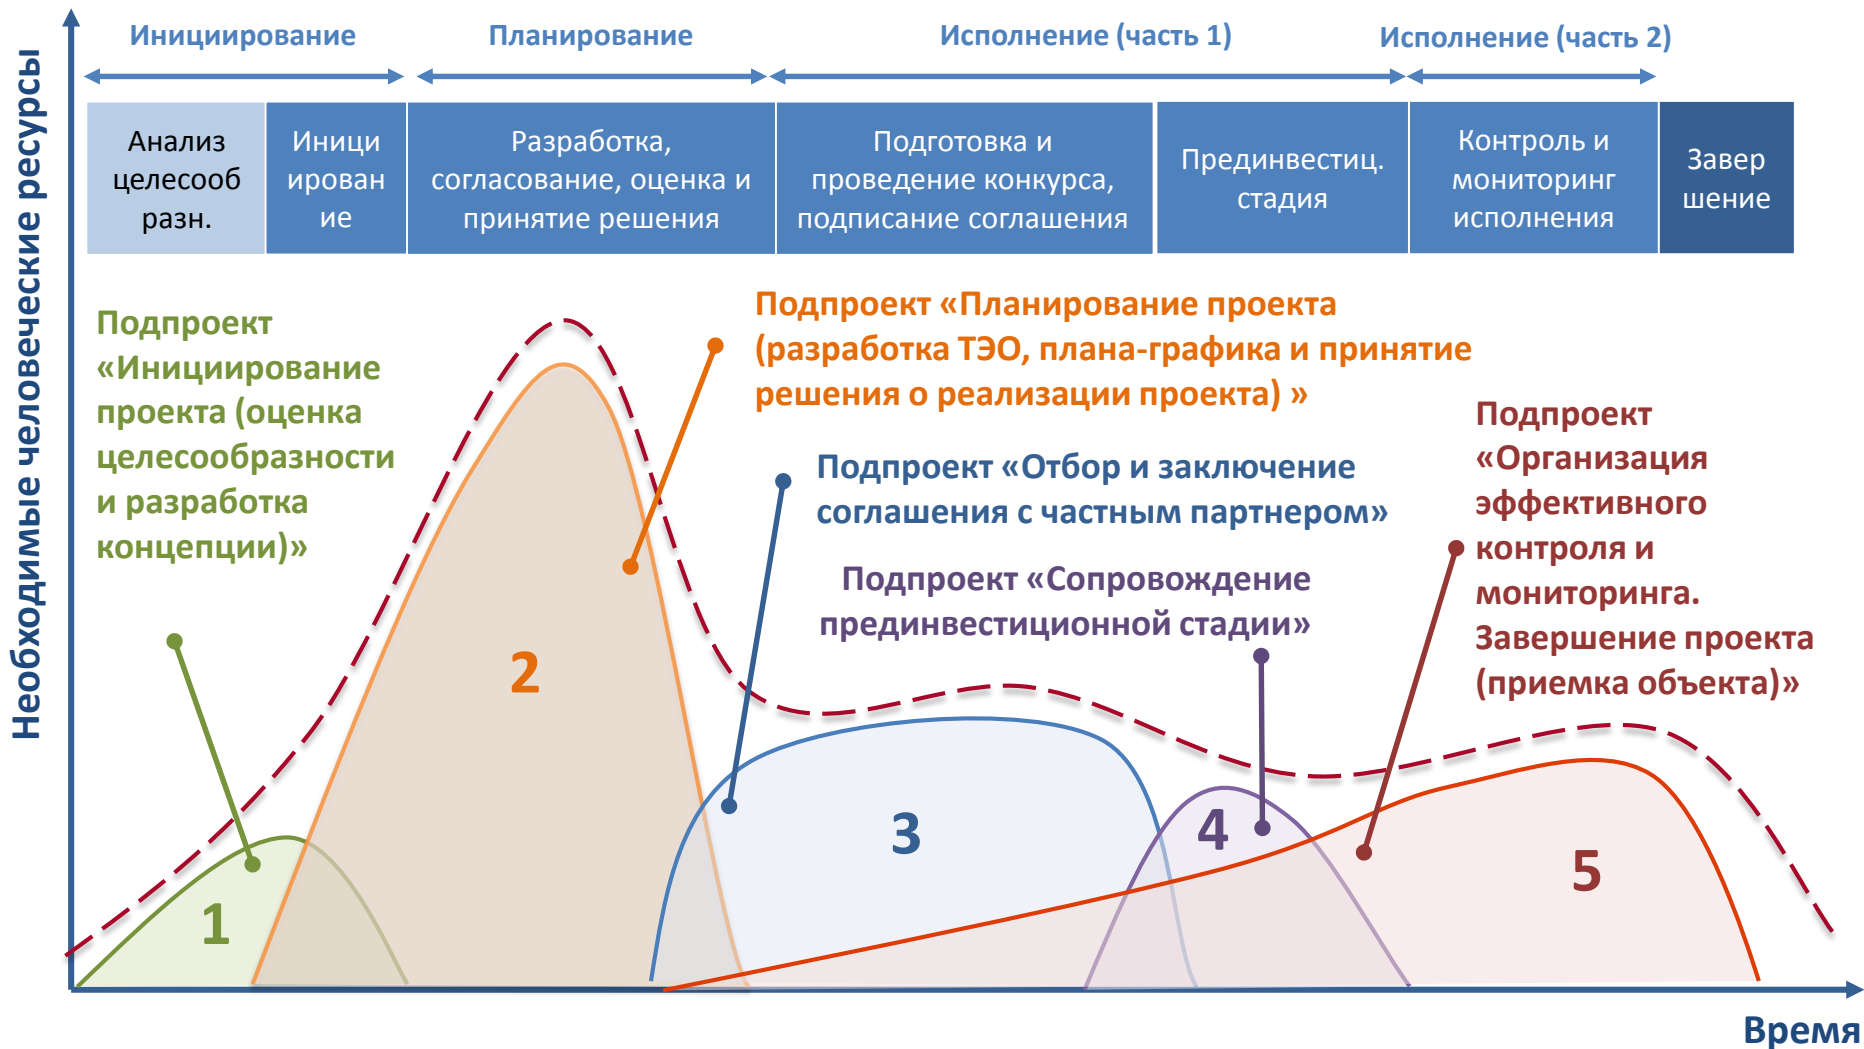 Необходимые человеческие ресурсы
Инициирование
Планирование
Исполнение (часть 1)
Исполнение (часть 2)
Анализ
целесооб
разн.
Иници
ирован
ие
Разработка,
согласование, оценка и
принятие решения
Подготовка и
проведение конкурса,
подписание соглашения
Прединвестиц.
стадия
Контроль и
мониторинг
исполнения
Завер
шение
Подпроект
«Инициирование
проекта (оценка
целесообразности
и разработка
концепции)»
Подпроект «Планирование проекта
(разработка ТЭО, плана-графика и принятие
решения о реализации проекта) »
Подпроект «Отбор и заключение
соглашения с частным партнером»
Подпроект «Сопровождение
прединвестиционной стадии»
Подпроект
«Организация
эффективного
контроля и
мониторинга.
Завершение проекта
(приемка объекта)»
1
2
3
4
5
Время